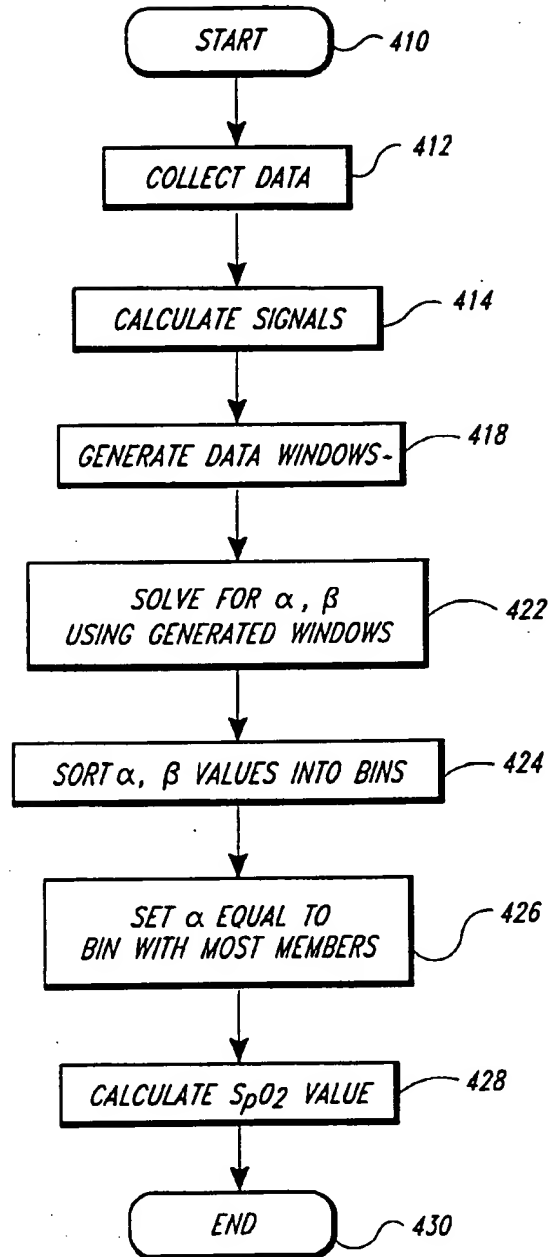 START
410
COLLECT DATA
412
CALCULATE SIGNALS
414
GENERATE DATA WINDOWS-
418
SOLVE FOR α, β
USING GENERATED WINDOWS
422
SORT α, β VALUES INTO BINS
424
SET α EQUAL TO
BIN WITH MOST MEMBERS
426
CALCULATE SpO2 VALUE
428
END
430